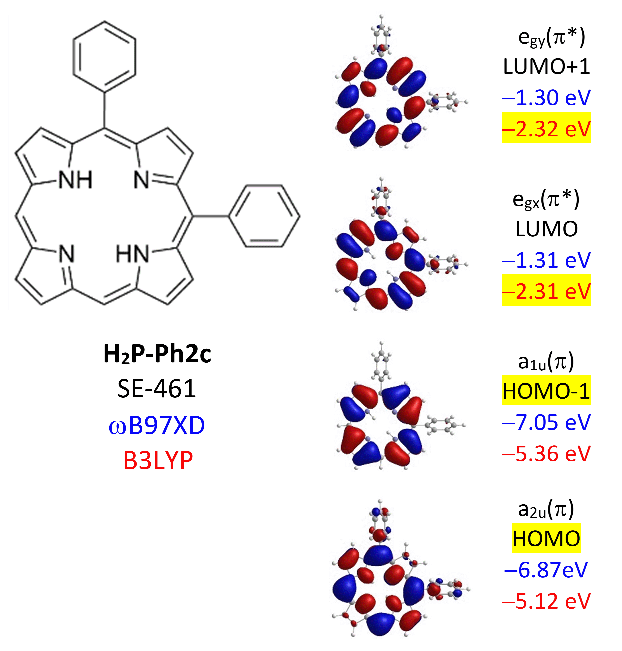 NH
N
N
HN
H₂P-Ph2c
SE-461
ωB97XD
B3LYP
e_gy(π*)
LUMO+1
−1.30 eV
−2.32 eV
e_gx(π*)
LUMO
−1.31 eV
−2.31 eV
a_1u(π)
HOMO-1
−7.05 eV
−5.36 eV
a_2u(π)
HOMO
−6.87eV
−5.12 eV